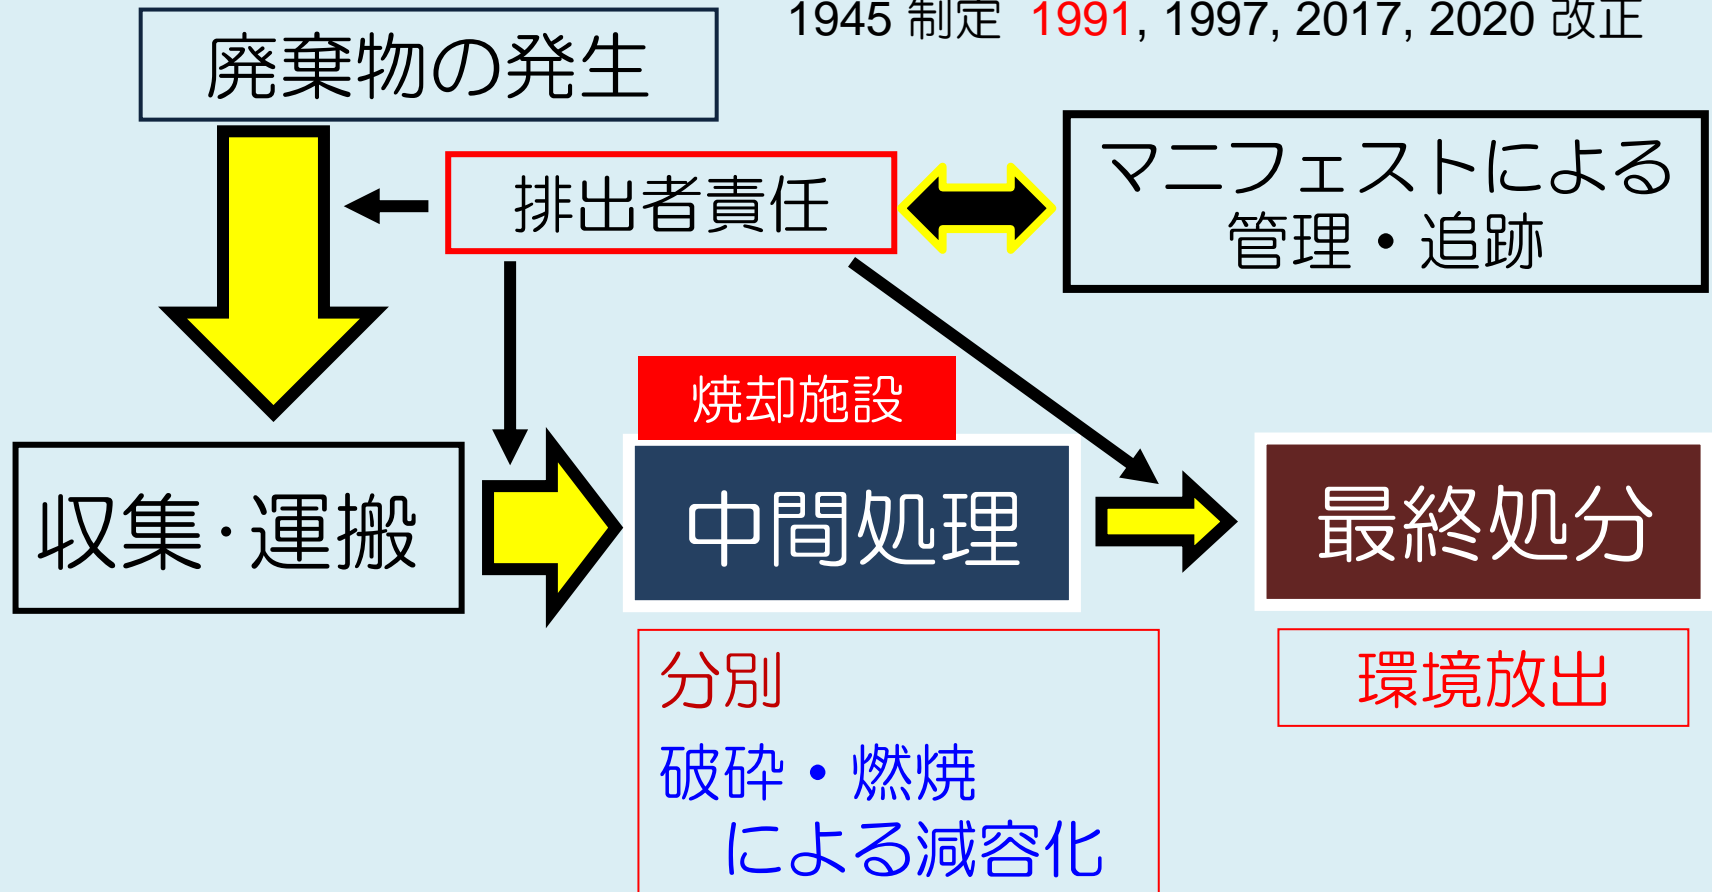 1945 制定 1991, 1997, 2017, 2020 改正
廃棄物の発生
排出者責任
マニフェストによる
管理・追跡
焼却施設
収集・運搬
中間処理
最終処分
分別
破砕・燃焼
による減容化
環境放出